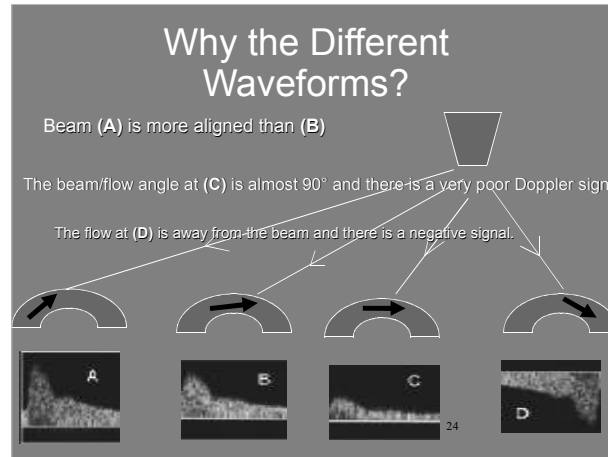 Why the Different
Waveforms?
Beam (A) is more aligned than (B)
The beam/flow angle at (C) is almost 90° and there is a very poor Doppler sign
The flow at (D) is away from the beam and there is a negative signal.
A
B
C
D
24